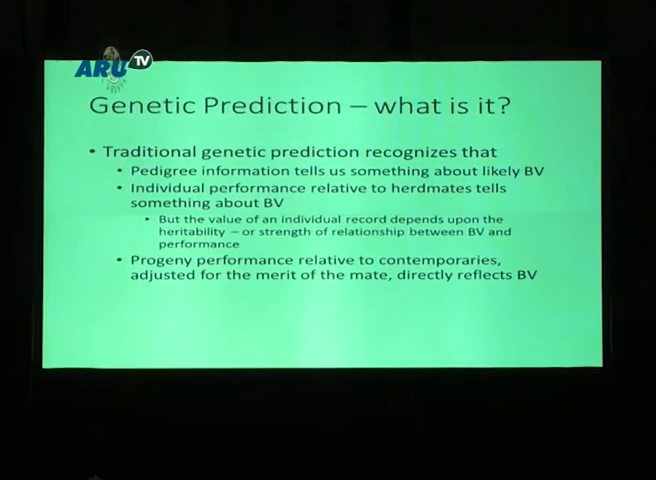 ARU TV
Genetic Prediction – what is it?
• Traditional genetic prediction recognizes that
• Pedigree information tells us something about likely BV
• Individual performance relative to herdmates tells
something about BV
• But the value of an individual record depends upon the
heritability – or strength of relationship between BV and
performance
• Progeny performance relative to contemporaries,
adjusted for the merit of the mate, directly reflects BV